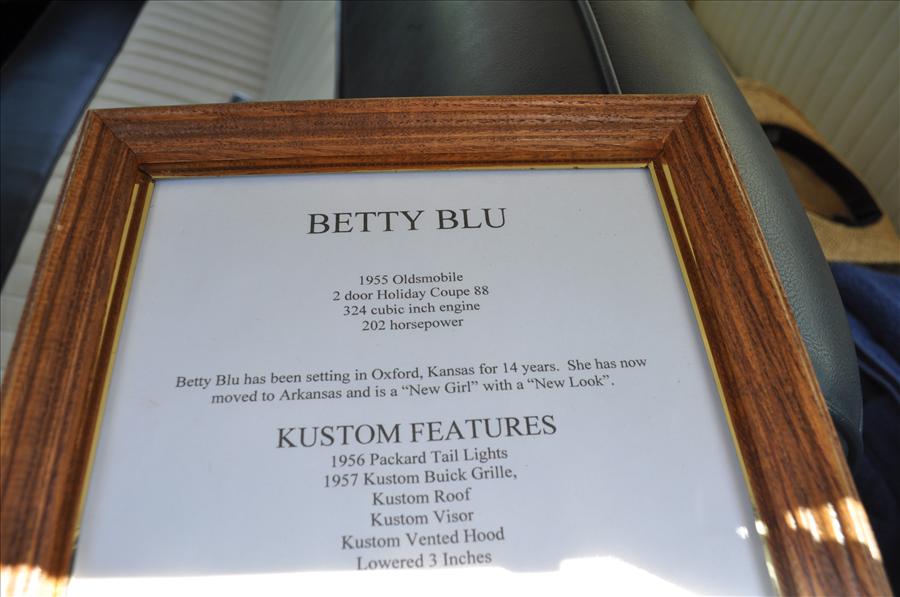 BETTY BLU
1955 Oldsmobile
2 door Holiday Coupe 88
324 cubic inch engine
202 horsepower
Betty Blu has been setting in Oxford, Kansas for 14 years. She has now
moved to Arkansas and is a “New Girl” with a “New Look”.
KUSTOM FEATURES
1956 Packard Tail Lights
1957 Kustom Buick Grille,
Kustom Roof
Kustom Visor
Kustom Vented Hood
Lowered 3 Inches